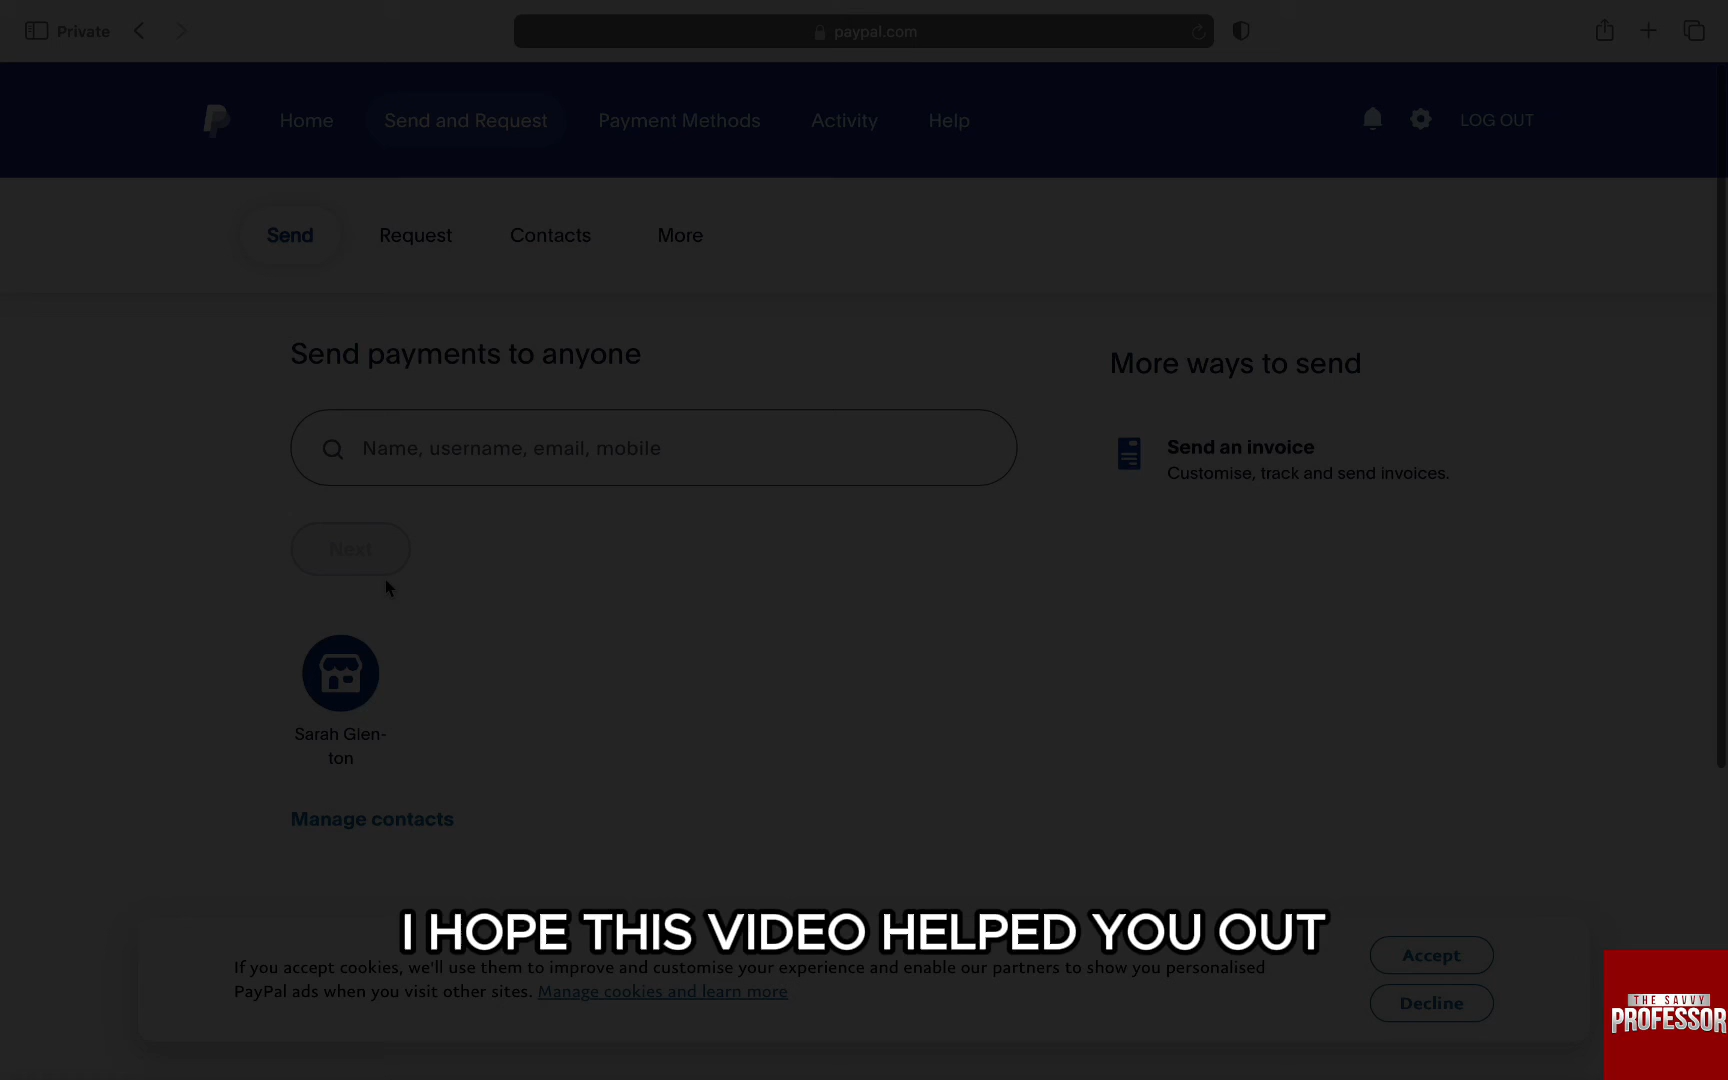 Private
paypal.com
Home
Send and Request
Payment Methods
Activity
Help
LOG OUT
Send
Request
Contacts
More
Send payments to anyone
Name, username, email, mobile
Next
Sarah Glen-
ton
Manage contacts
More ways to send
Send an invoice
Customise, track and send invoices.
I HOPE THIS VIDEO HELPED YOU OUT
If you accept cookies, we'll use them to improve and customise your experience and enable our partners to show you personalised
PayPal ads when you visit other sites. Manage cookies and learn more
Accept
Decline
THE SAVVY
PROFESSOR